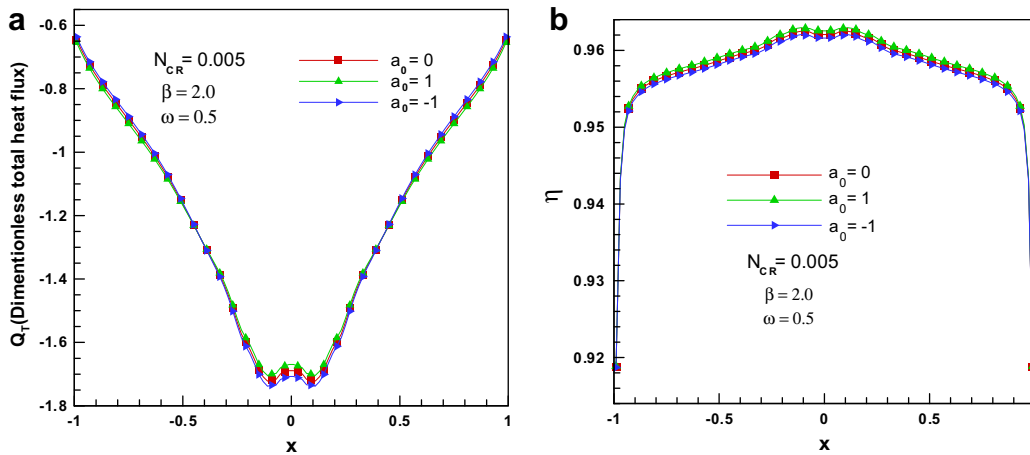 a
Q_T(Dimentionless total heat flux)
-0.6
-0.8
-1
-1.2
-1.4
-1.6
-1.8
N_CR = 0.005
β = 2.0
ω = 0.5
a_0 = 0
a_0 = 1
a_0 = -1
-1
-0.5
0
0.5
1
x
b
η
0.96
0.95
0.94
0.93
0.92
a_0 = 0
a_0 = 1
a_0 = -1
N_CR = 0.005
β = 2.0
ω = 0.5
-1
-0.5
0
0.5
x